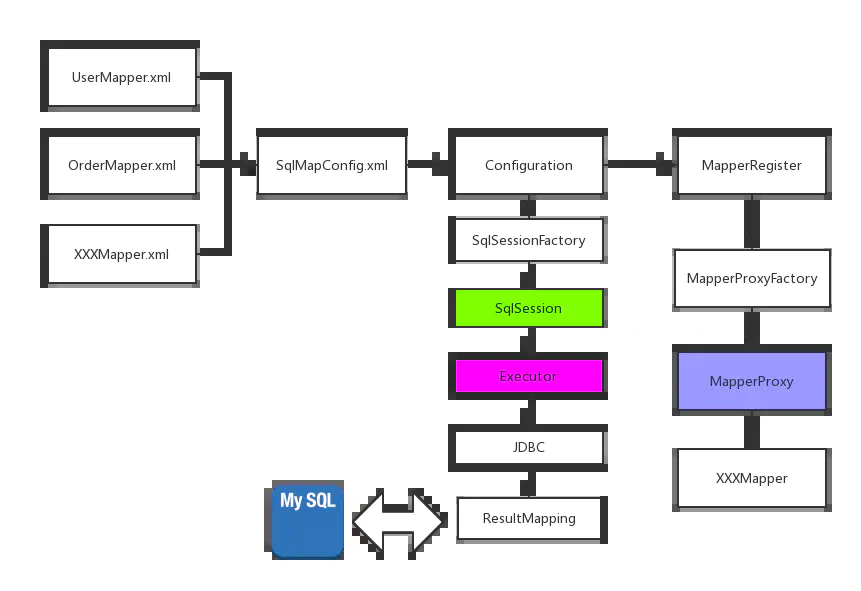 UserMapper.xml
OrderMapper.xml
SqlMapConfig.xml
Configuration
MapperRegister
XXXMapper.xml
SqlSessionFactory
MapperProxyFactory
SqlSession
Executor
MapperProxy
JDBC
XXXMapper
My SQL
ResultMapping